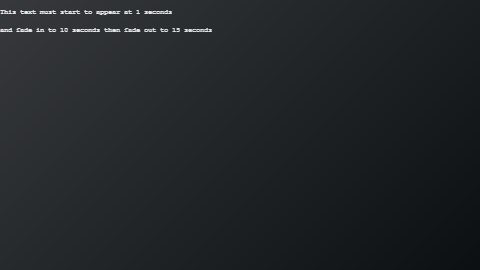 This text must start to appear at 1 seconds
and fade in to 10 seconds then fade out to 15 seconds